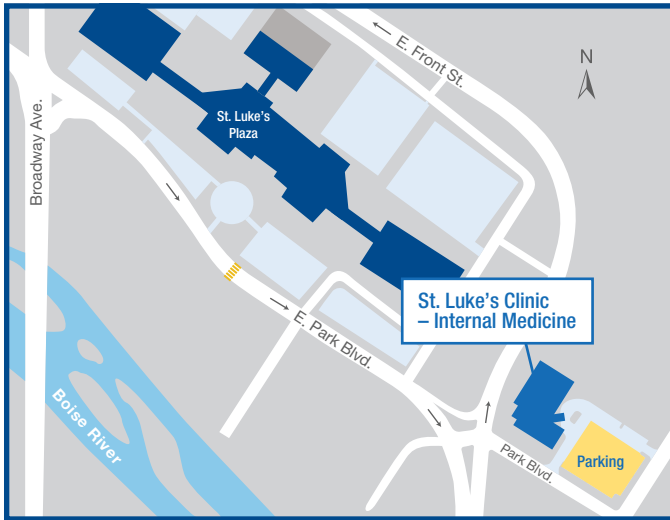 E. Front St.
N
Broadway Ave.
St. Luke's
Plaza
St. Luke's Clinic
– Internal Medicine
E. Park Blvd.
Boise River
Park Blvd.
Parking